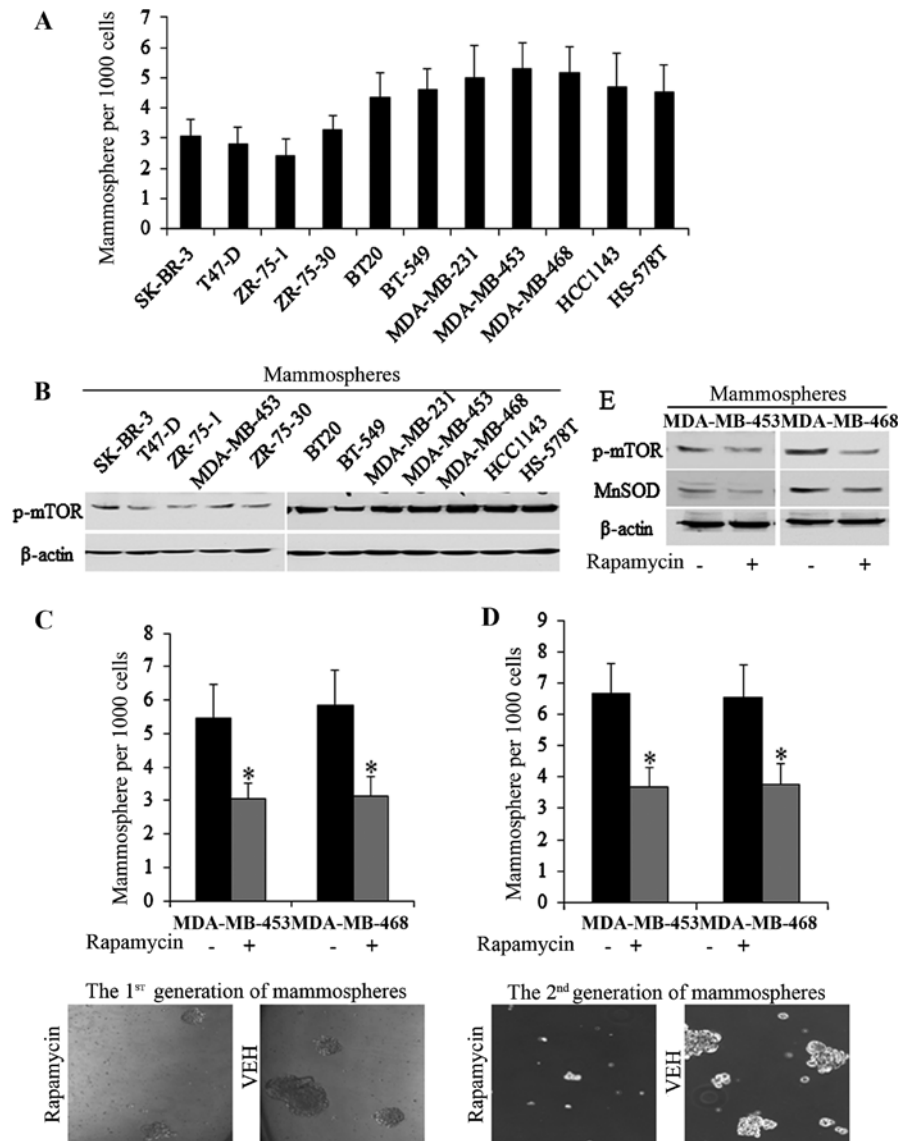 A
Mammosphere per 1000 cells
7
6
5
4
3
2
1
0
SK-BR-3
T47-D
ZR-75-1
ZR-75-30
BT20
BT-549
MDA-MB-231
MDA-MB-453
MDA-MB-468
HCC1143
HS-578T
B
Mammospheres
SK-BR-3
T47-D
ZR-75-1
MDA-MB-453
ZR-75-30
BT20
BT-549
MDA-MB-231
MDA-MB-453
MDA-MB-468
HCC1143
HS-578T
p-mTOR
β-actin
E
Mammospheres
MDA-MB-453 MDA-MB-468
p-mTOR
MnSOD
β-actin
Rapamycin - + - +
C
Mammosphere per 1000 cells
8
7
6
5
4
3
2
1
0
* *
MDA-MB-453 MDA-MB-468
Rapamycin - + - +
The 1ST generation of mammospheres
Rapamycin
VEH
D
Mammosphere per 1000 cells
9
8
7
6
5
4
3
2
1
0
* *
MDA-MB-453 MDA-MB-468
Rapamycin - + - +
The 2nd generation of mammospheres
Rapamycin
VEH